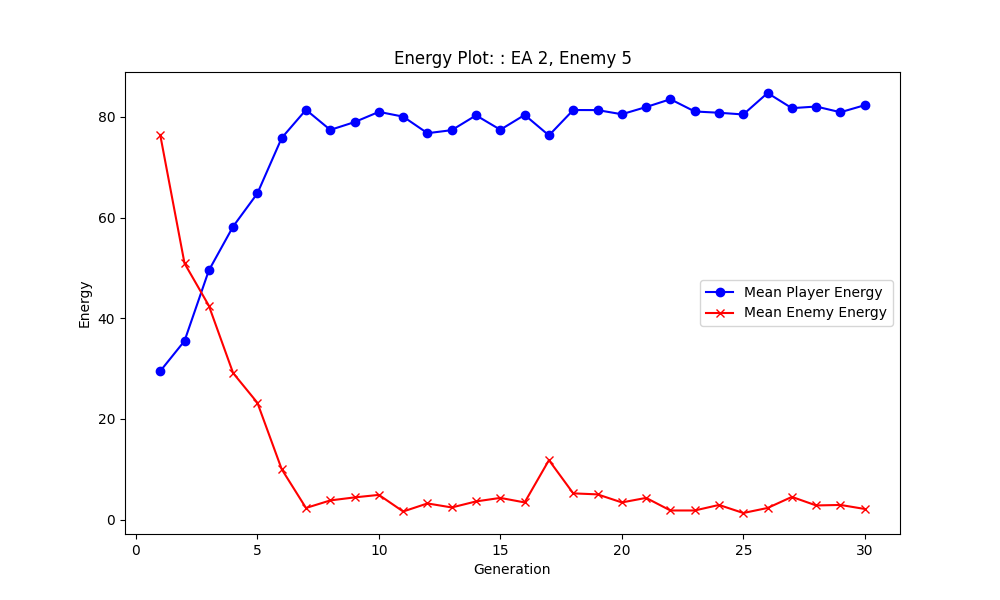 Energy Plot: : EA 2, Enemy 5
Energy
80
60
40
20
0
Mean Player Energy
Mean Enemy Energy
0 5 10 15 20 25 30
Generation